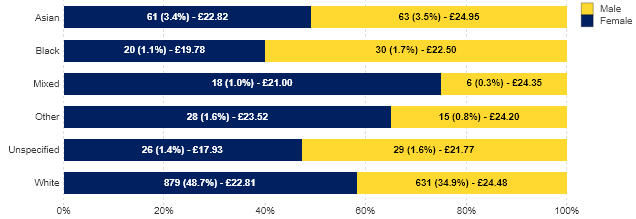 Asian 61 (3.4%) - £22.82 63 (3.5%) - £24.95 Male
Female
Black 20 (1.1%) - £19.78 30 (1.7%) - £22.50
Mixed 18 (1.0%) - £21.00 6 (0.3%) - £24.35
Other 28 (1.6%) - £23.52 15 (0.8%) - £24.20
Unspecified 26 (1.4%) - £17.93 29 (1.6%) - £21.77
White 879 (48.7%) - £22.81 631 (34.9%) - £24.48
0% 20% 40% 60% 80% 100%